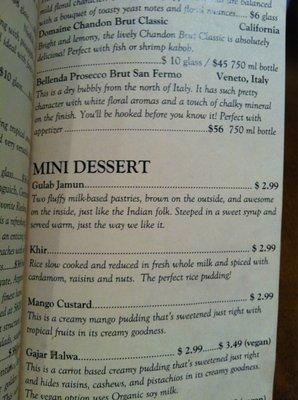 mild floral character
with a bouquet of toasty yeast notes and floral nuances..... $6 glass
Domaine Chandon Brut Classic California
Bright and lemony, the lively Chandon Brut Classic is absolutely
delicious! Perfect with fish or shrimp kabob.
$ 10 glass / $45 750 ml bottle
Bellenda Prosecco Brut San Fermo Veneto, Italy
This is a dry bubbly from the north of Italy. It has such pretty
character with white floral aromas and a touch of chalky mineral
on the finish. You'll be hooked before you know it! Perfect with
appetizer $56 750 ml bottle
MINI DESSERT
Gulab Jamun $ 2.99
Two fluffy milk-based pastries, brown on the outside, and awesome
on the inside, just like the Indian folk. Steeped in a sweet syrup and
served warm, just the way we like it.
Khir $ 2.99
Rice slow cooked and reduced in fresh whole milk and spiced with
cardamom, raisins and nuts. The perfect rice pudding!
Mango Custard $ 2.99
This is a creamy mango pudding that's sweetened just right with
tropical fruits in its creamy goodness.
Gajar Halwa $ 2.99......$ 3.49 (vegan)
This is a carrot based creamy pudding that's sweetened just right
and hides raisins, cashews, and pistachios in its creamy goodness.
The vegan option uses Organic soy milk.